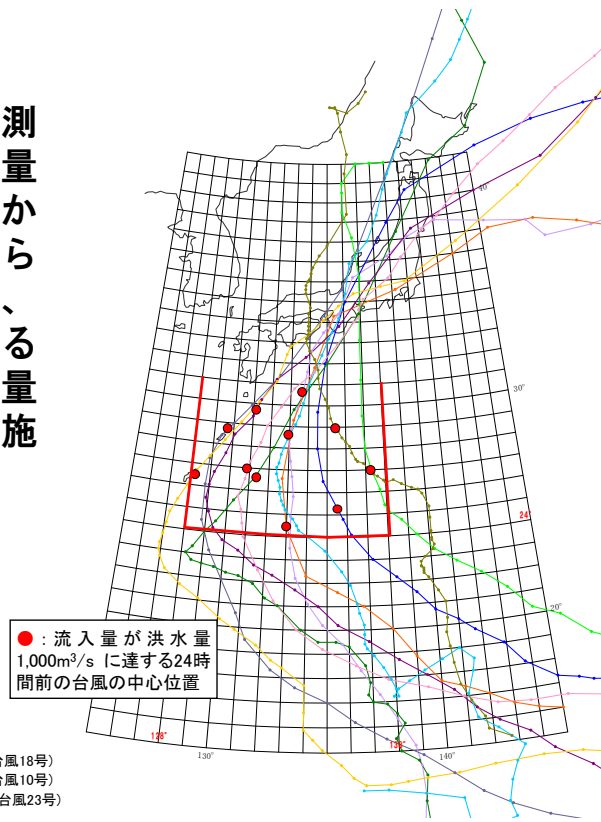 測
量
か
ら
、
る
量
施
40°
30°
24°
20°
●：流入量が洪水量
1,000m³/s に達する24時
間前の台風の中心位置
128°
130°
138°
140°
台風18号）
台風10号）
台風23号）